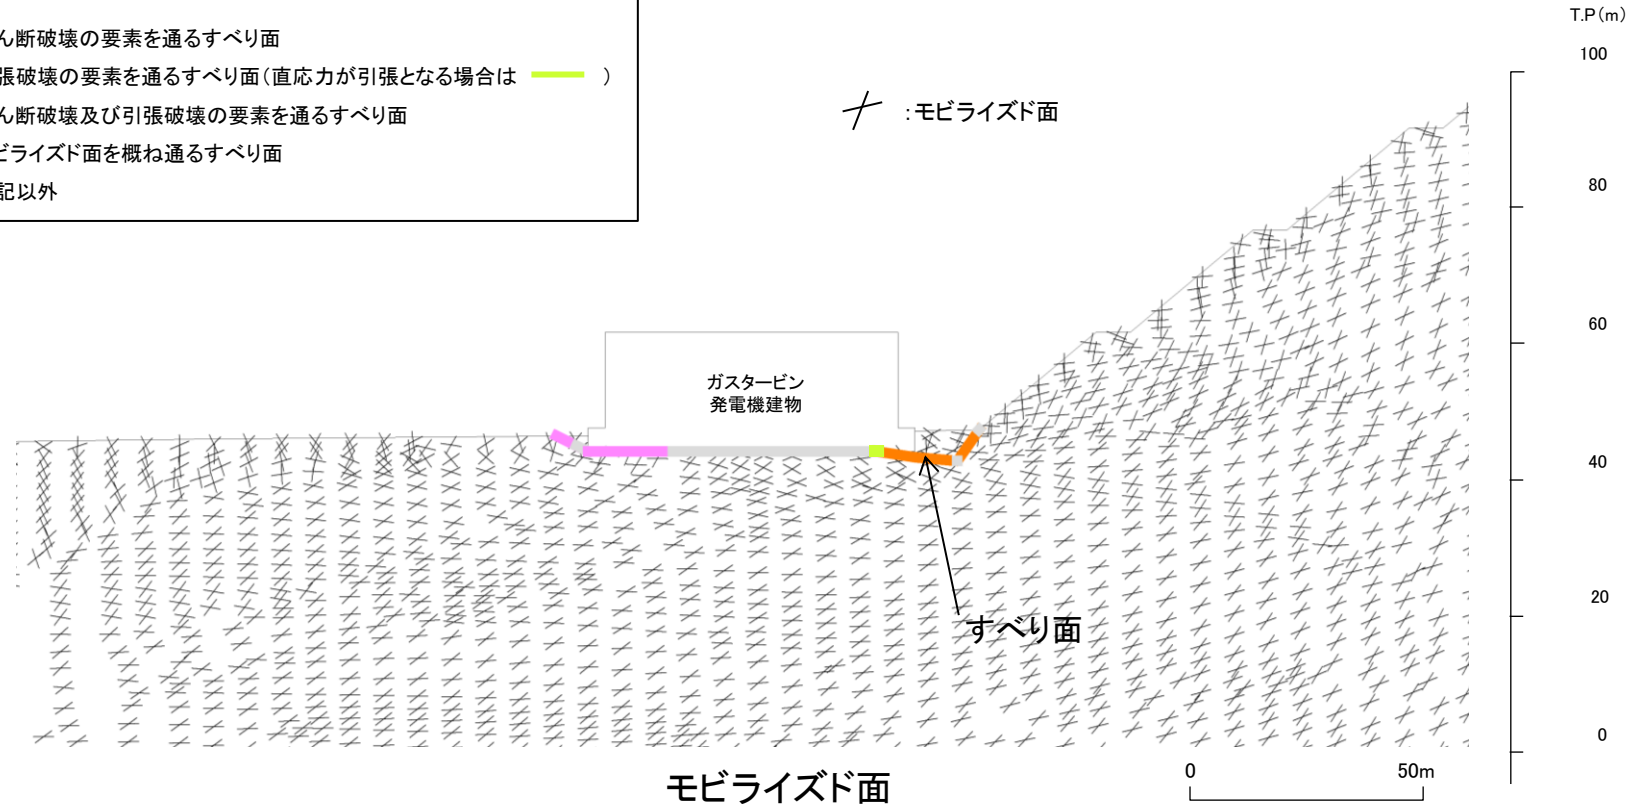 ん断破壊の要素を通るすべり面
張破壊の要素を通るすべり面(直応力が引張となる場合は )
ん断破壊及び引張破壊の要素を通るすべり面
ビライズド面を概ね通るすべり面
記以外
:モビライズド面
T.P(m)
100
80
60
40
20
0
ガスタービン
発電機建物
すべり面
モビライズド面
0 50m